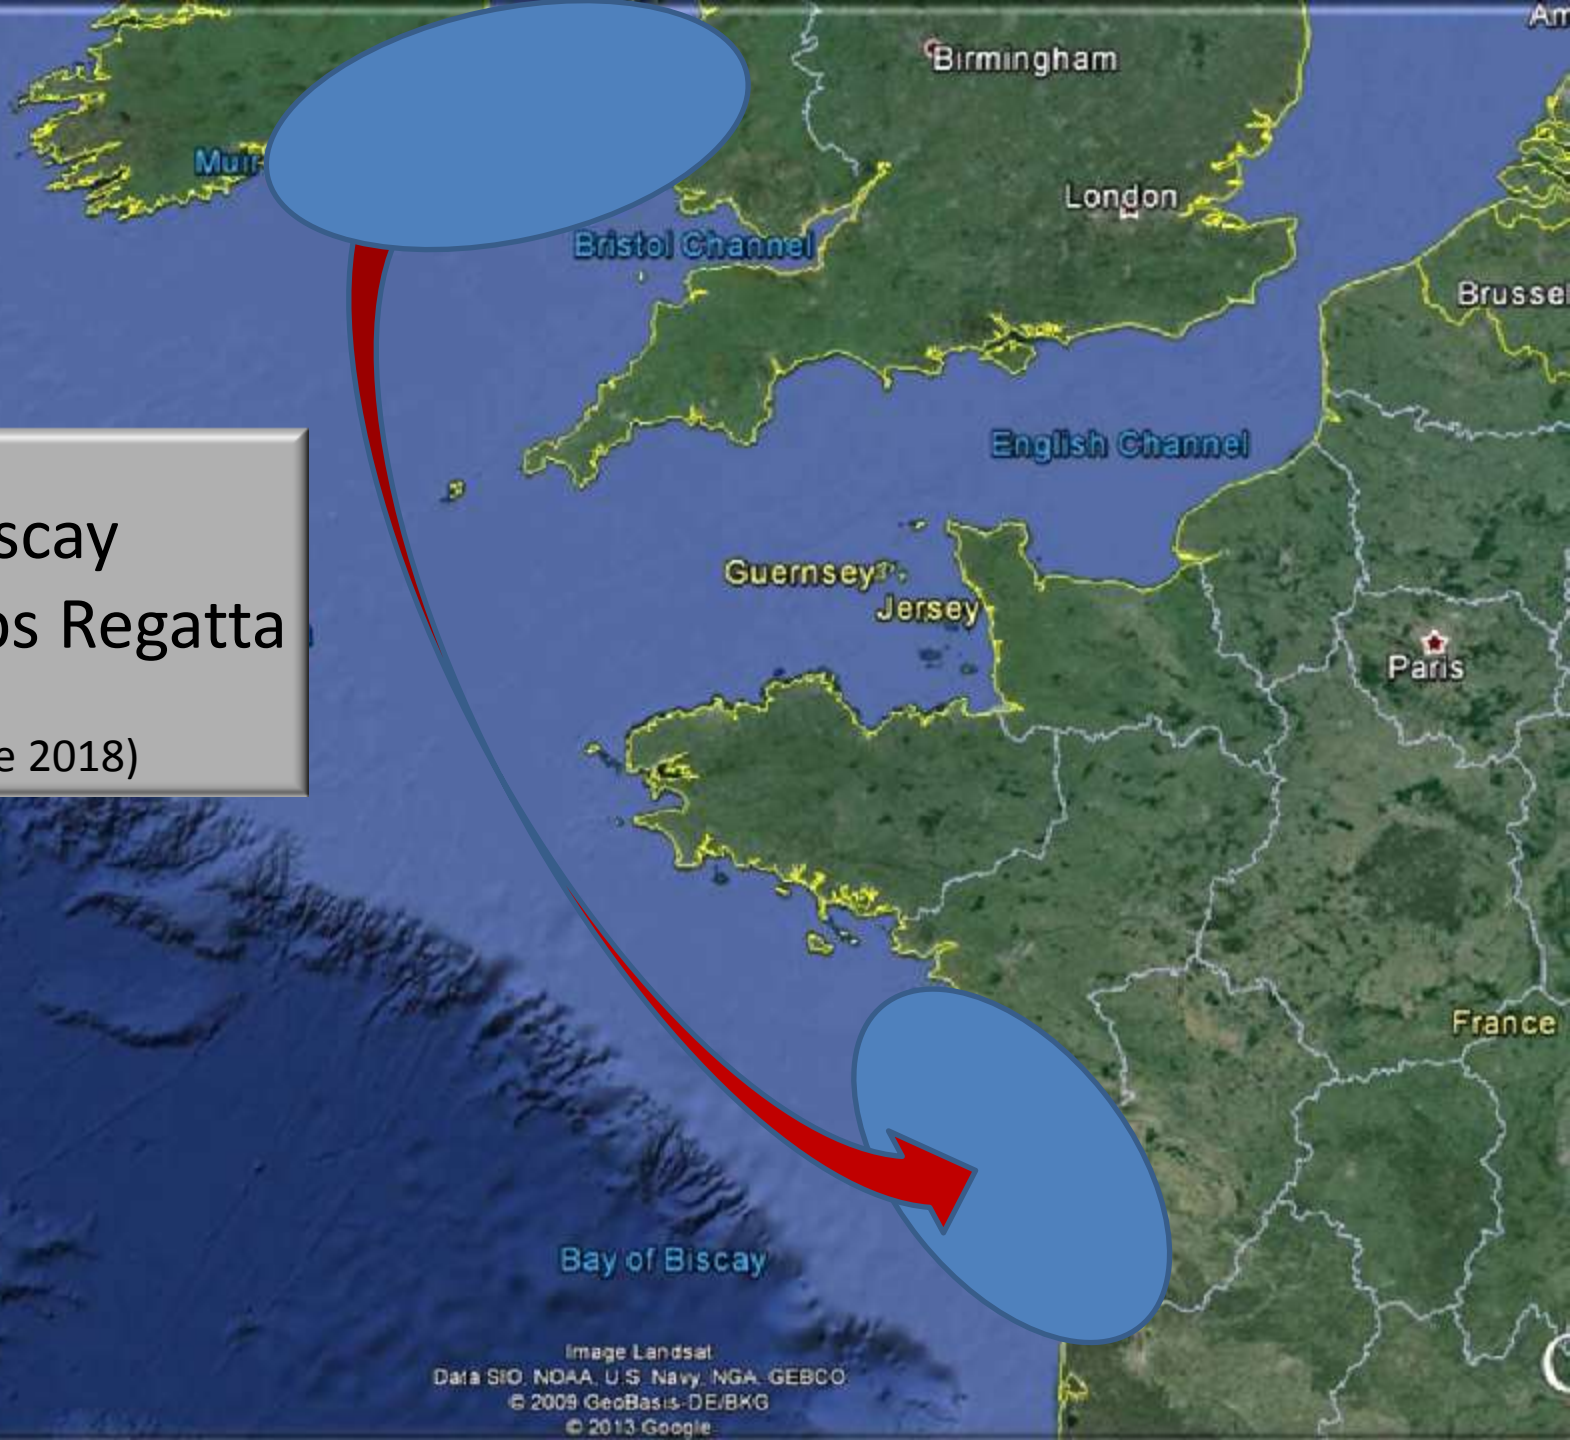 Am
Birmingham
Muir
London
Bristol Channel
Brussel
English Channel
scay
Guernsey
Jersey
os Regatta
Paris
e 2018)
France
Bay of Biscay
Image Landsat
Data SIO, NOAA, U.S. Navy, NGA, GEBCO
© 2009 GeoBasis-DE/BKG
© 2013 Google